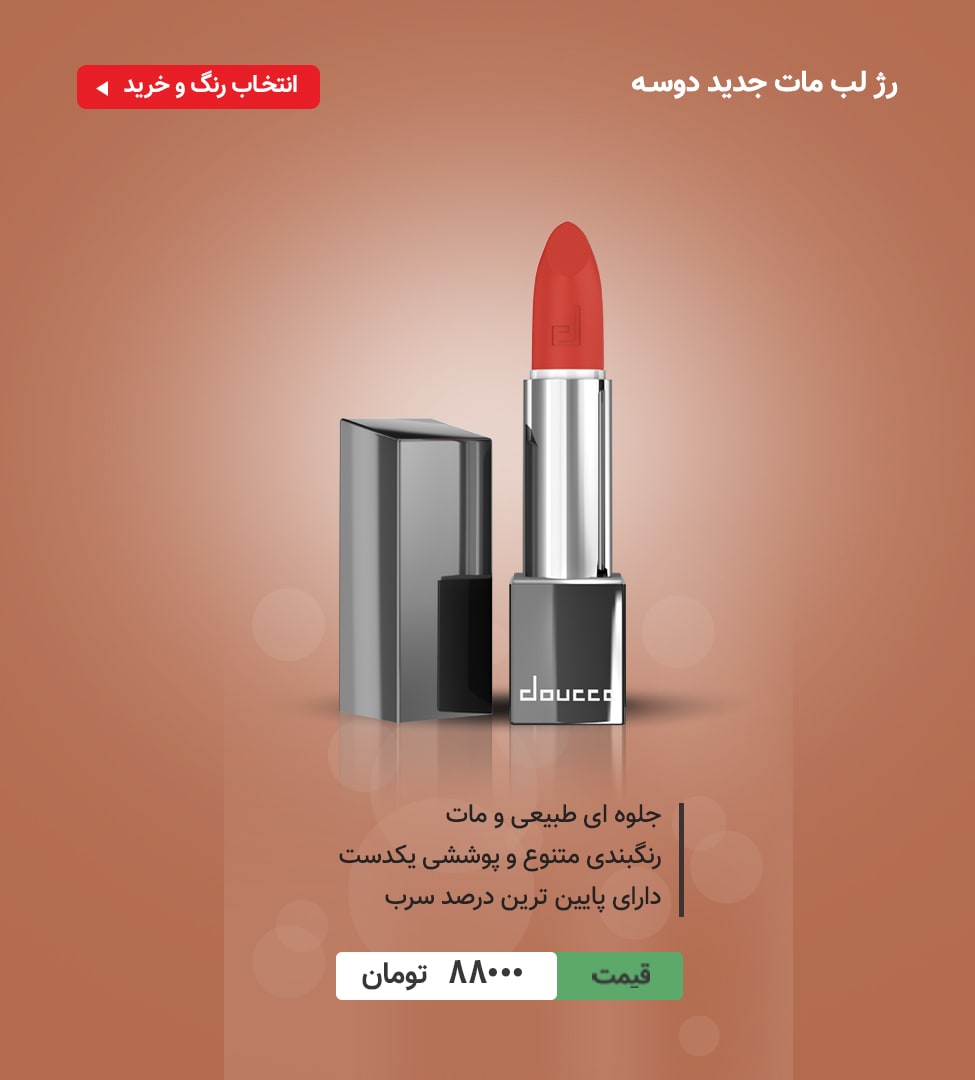 رژ لب مات جدید دوسه
انتخاب رنگ و خرید
doucce
جلوه ای طبیعی و مات
رنگبندی متنوع و پوششی یکدست
دارای پایین ترین درصد سرب
قیمت
۸۸۰۰۰ تومان